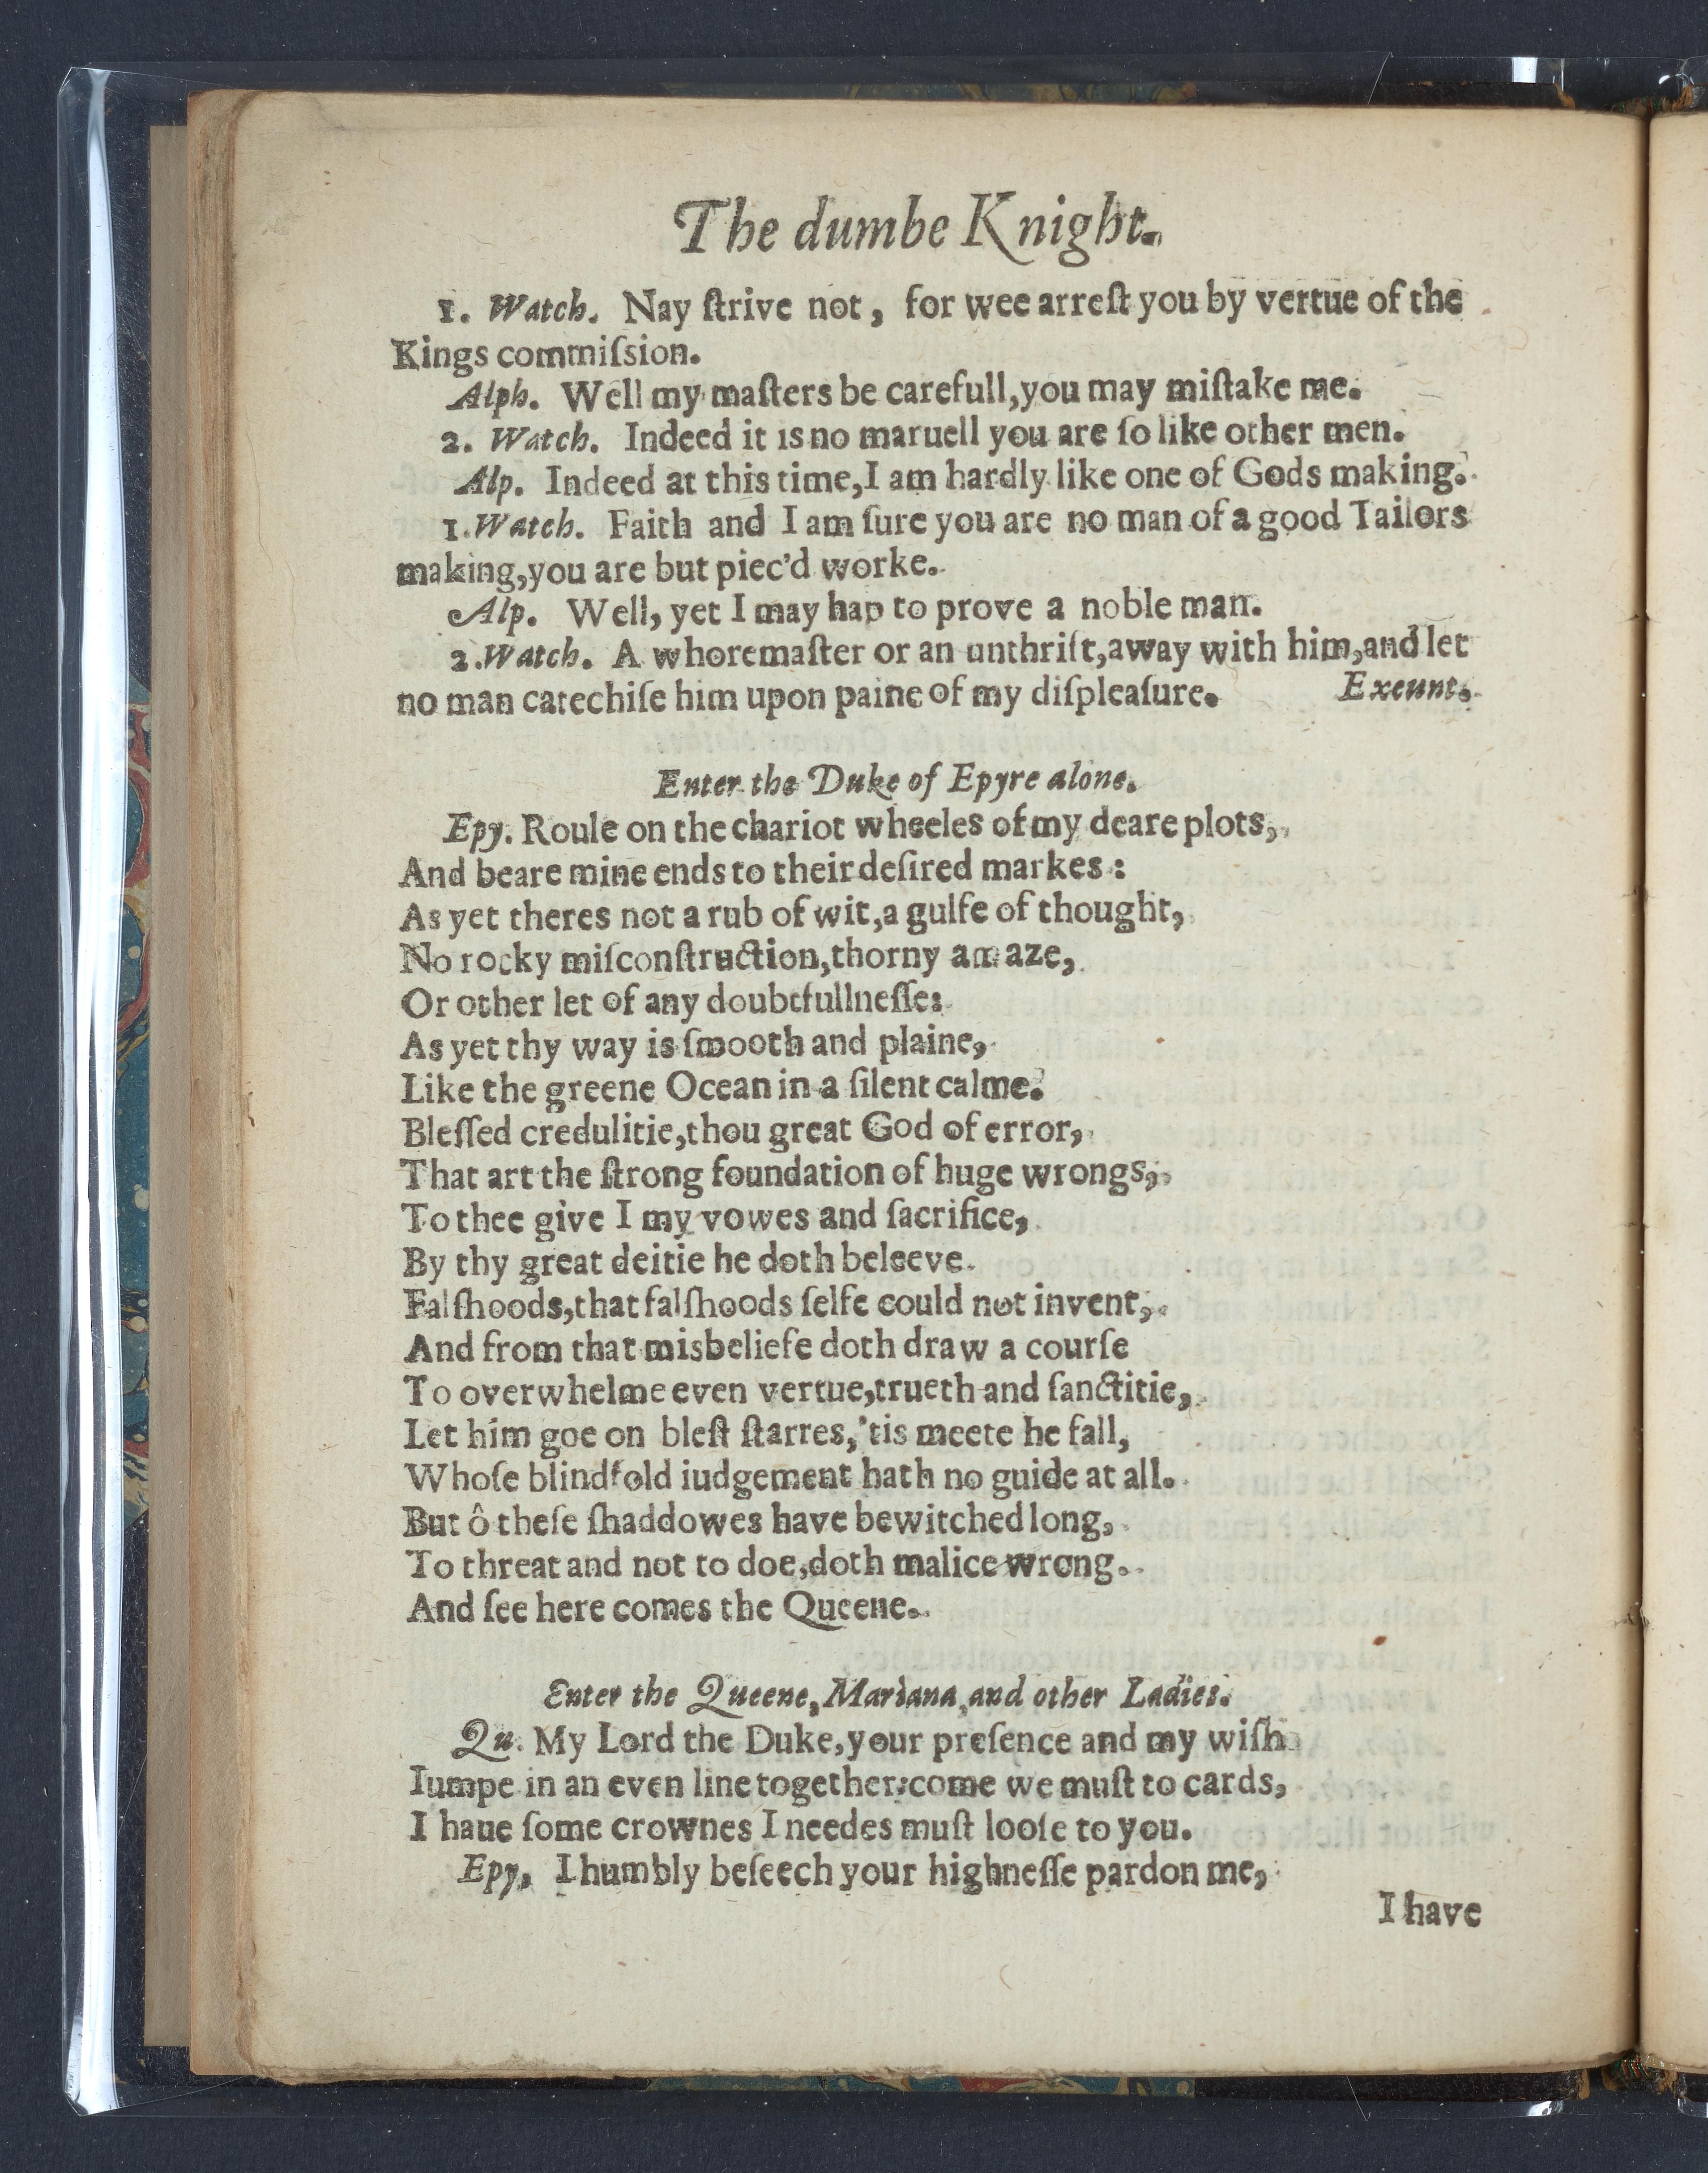 The dumbe Knight.
1. Watch. Nay ſtrive not, for wee arreſt you by vertue of the
Kings commiſsion.
Alph. Well my maſters be carefull, you may miſtake me.
2. Watch. Indeed it is no maruell you are ſo like other men.
Alp. Indeed at this time, I am hardly like one of Gods making.
1. Watch. Faith and I am ſure you are no man of a good Tailors
making, you are but piec'd worke.
Alp. Well, yet I may hap to prove a noble man.
2. Watch. A whoremaſter or an unthrift, away with him, and let
no man catechiſe him upon paine of my diſpleaſure. Exeunt.
Enter the Duke of Epyre alone.
Epy. Roule on the chariot wheeles of my deare plots,
And beare mine ends to their deſired markes:
As yet theres not a rub of wit, a gulfe of thought,
No rocky miſconſtruction, thorny amaze,
Or other let of any doubtfullneſſe:
As yet thy way is ſmooth and plaine,
Like the greene Ocean in a ſilent calme.
Bleſſed credulitie, thou great God of error,
That art the ſtrong foundation of huge wrongs,
To thee give I my vowes and ſacrifice,
By thy great deitie he doth beleeve
Falſhoods, that falſhoods ſelfe could not invent,
And from that misbeliefe doth draw a courſe
To overwhelme even vertue, trueth and ſanctitie,
Let him goe on bleſt ſtarres, 'tis meete he fall,
Whoſe blindfold iudgement hath no guide at all.
But ô theſe ſhaddowes have bewitched long,
To threat and not to doe, doth malice wrong.
And ſee here comes the Queene.
Enter the Queene, Mariana, and other Ladies.
Qu. My Lord the Duke, your preſence and my wiſh
Iumpe in an even line together: come we muſt to cards,
I haue ſome crownes I needes muſt looſe to you.
Epy, I humbly beſeech your highneſſe pardon me,
I have